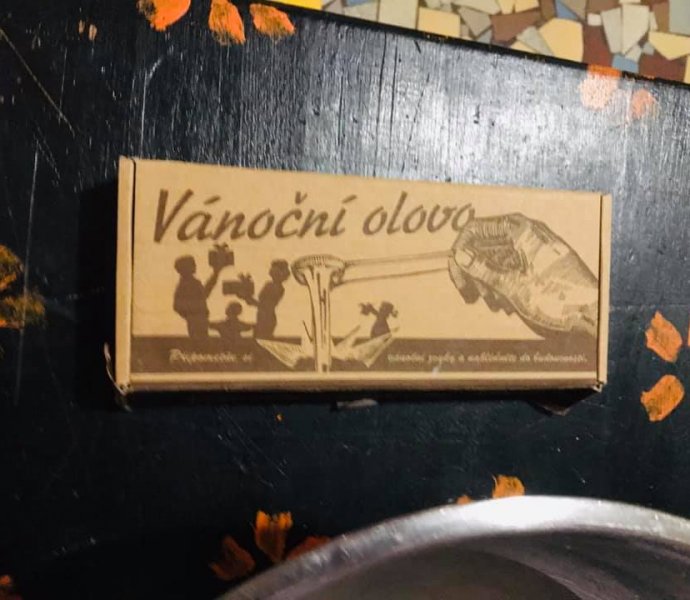 Vánoční olovo
Připomeňte si vánoční zvyky a nahlédněte do budoucnosti.